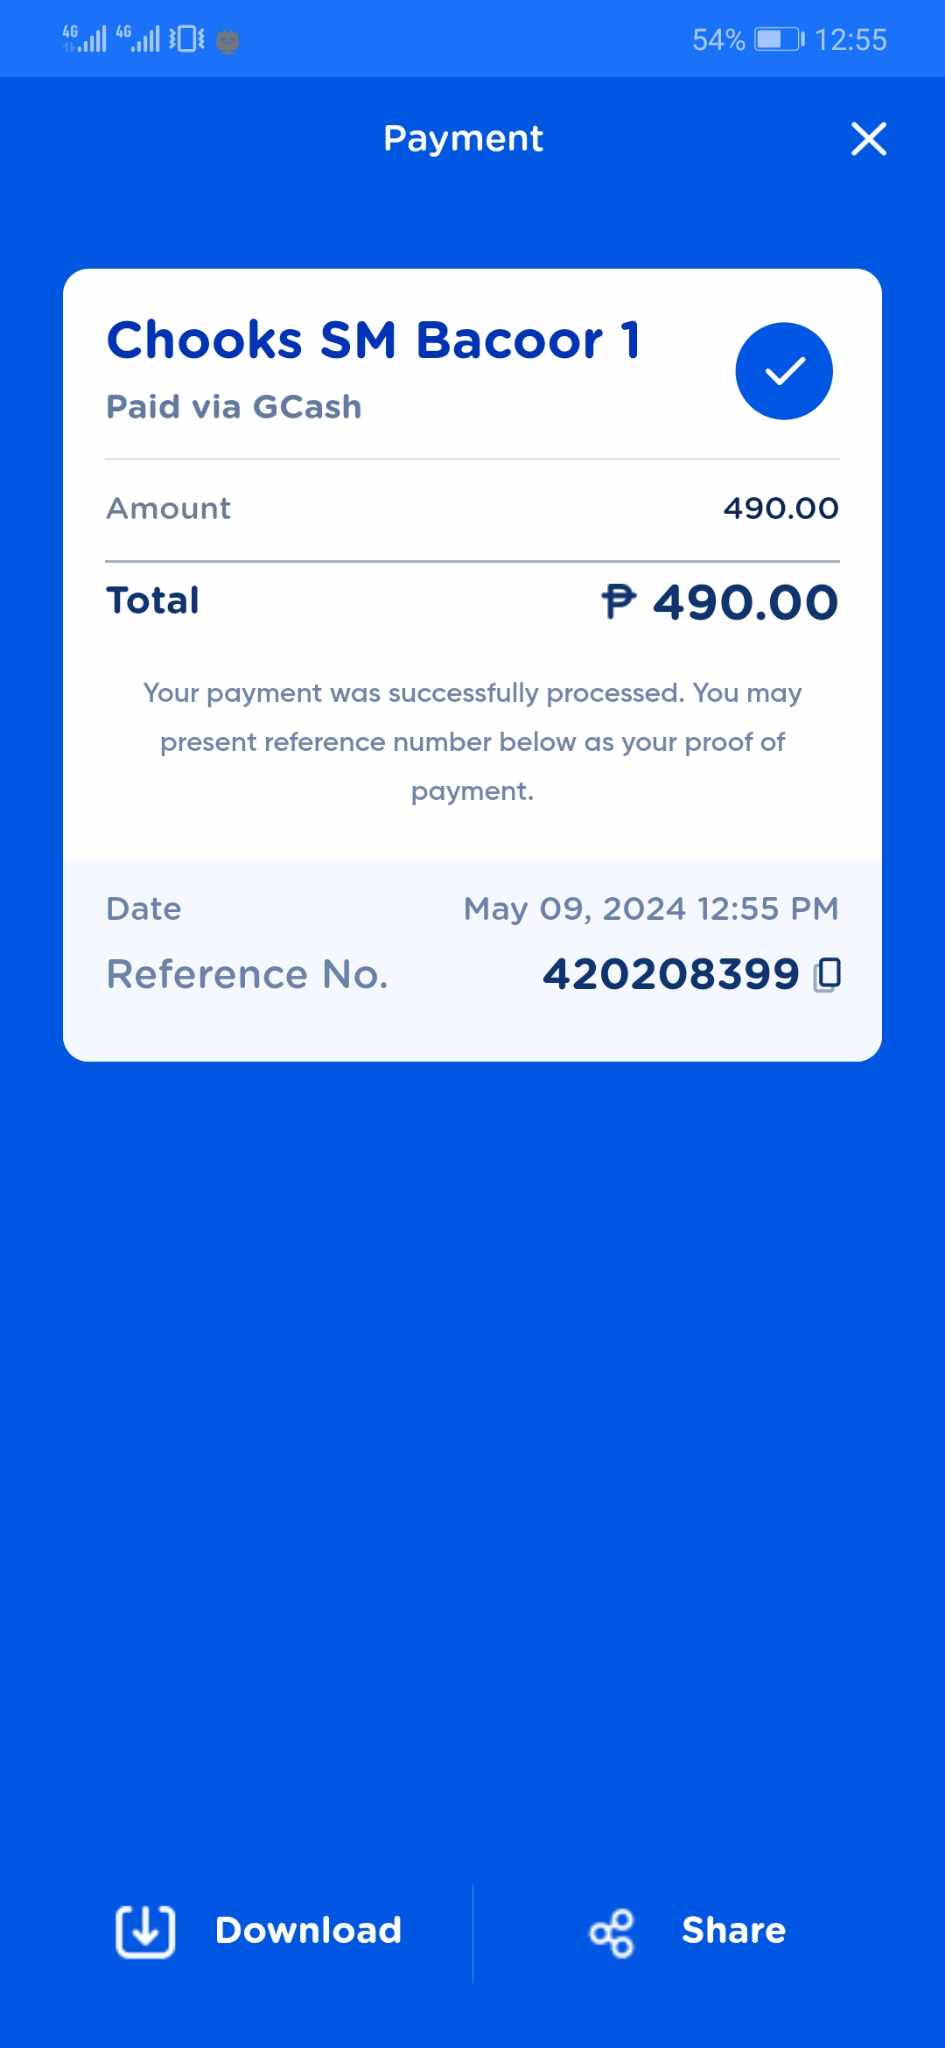 4G 4G 54% 12:55
Payment
Chooks SM Bacoor 1
Paid via GCash
Amount 490.00
Total ₱ 490.00
Your payment was successfully processed. You may
present reference number below as your proof of
payment.
Date May 09, 2024 12:55 PM
Reference No. 420208399
Download Share